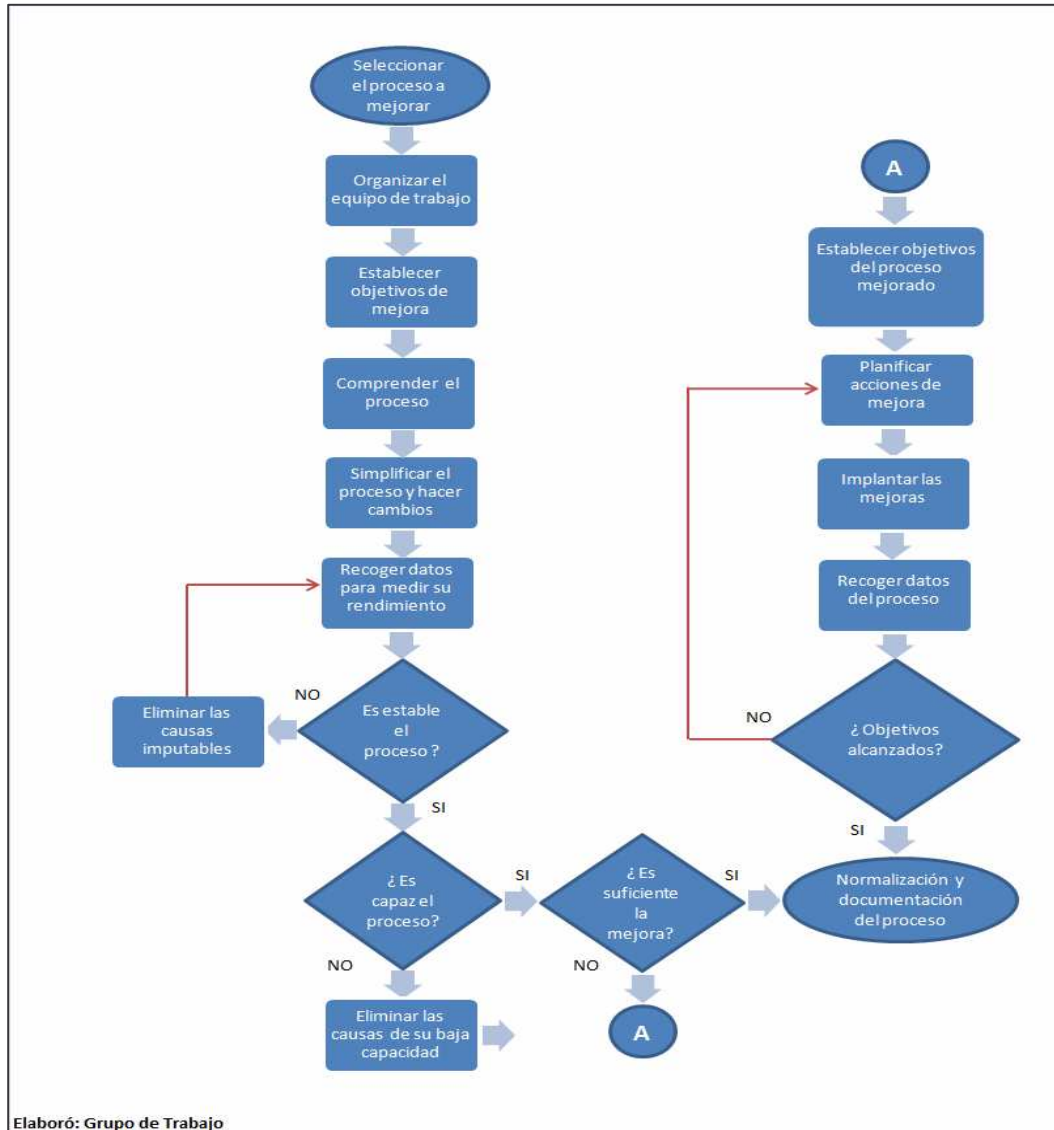 Seleccionar
el proceso a
mejorar
Organizar el
equipo de trabajo
Establecer
objetivos de
mejora
Comprender el
proceso
Simplificar el
proceso y hacer
cambios
Recoger datos
para medir su
rendimiento
NO
Es estable
el
proceso ?
Eliminar las
causas
imputables
SI
¿ Es
capaz el
proceso?
SI
NO
Eliminar las
causas de su baja
capacidad
¿ Es
suficiente
la
mejora?
SI
NO
A
A
Establecer objetivos
del proceso
mejorado
Planificar
acciones de
mejora
Implantar las
mejoras
Recoger datos
del proceso
NO
¿ Objetivos
alcanzados?
SI
Normalización y
documentación
del proceso
Elaboró: Grupo de Trabajo